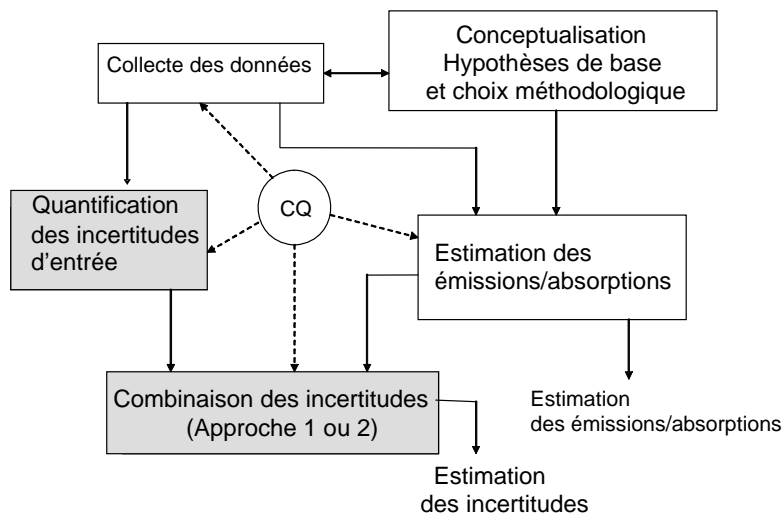 Conceptualisation
Hypothèses de base
et choix méthodologique
Collecte des données
CQ
Quantification
des incertitudes
d'entrée
Estimation des
émissions/absorptions
Combinaison des incertitudes
(Approche 1 ou 2)
Estimation
des émissions/absorptions
Estimation
des incertitudes